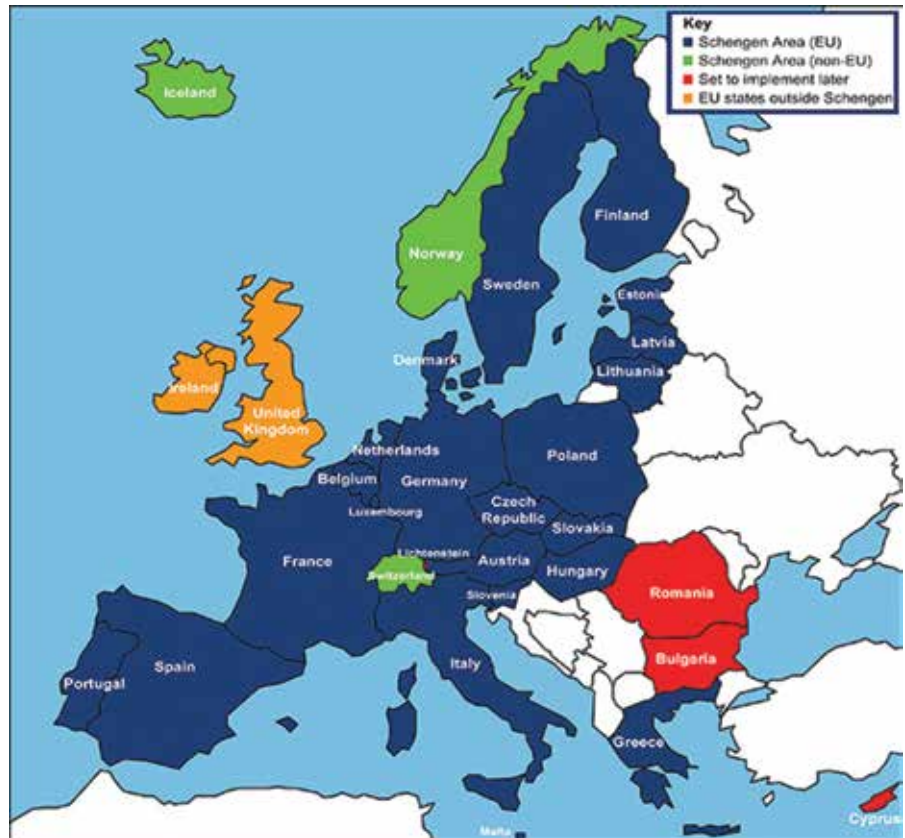 Key
Schengen Area (EU)
Schengen Area (non-EU)
Set to implement later
EU states outside Schengen
Iceland
Finland
Norway
Sweden
Estonia
Latvia
Denmark
Lithuania
Ireland
United
Kingdom
Netherlands
Poland
Belgium
Germany
Czech
Republic
Luxembourg
Slovakia
Lichtenstein
France
Austria
Switzerland
Hungary
Slovenia
Romania
Bulgaria
Italy
Spain
Portugal
Greece
Cyprus
Malta